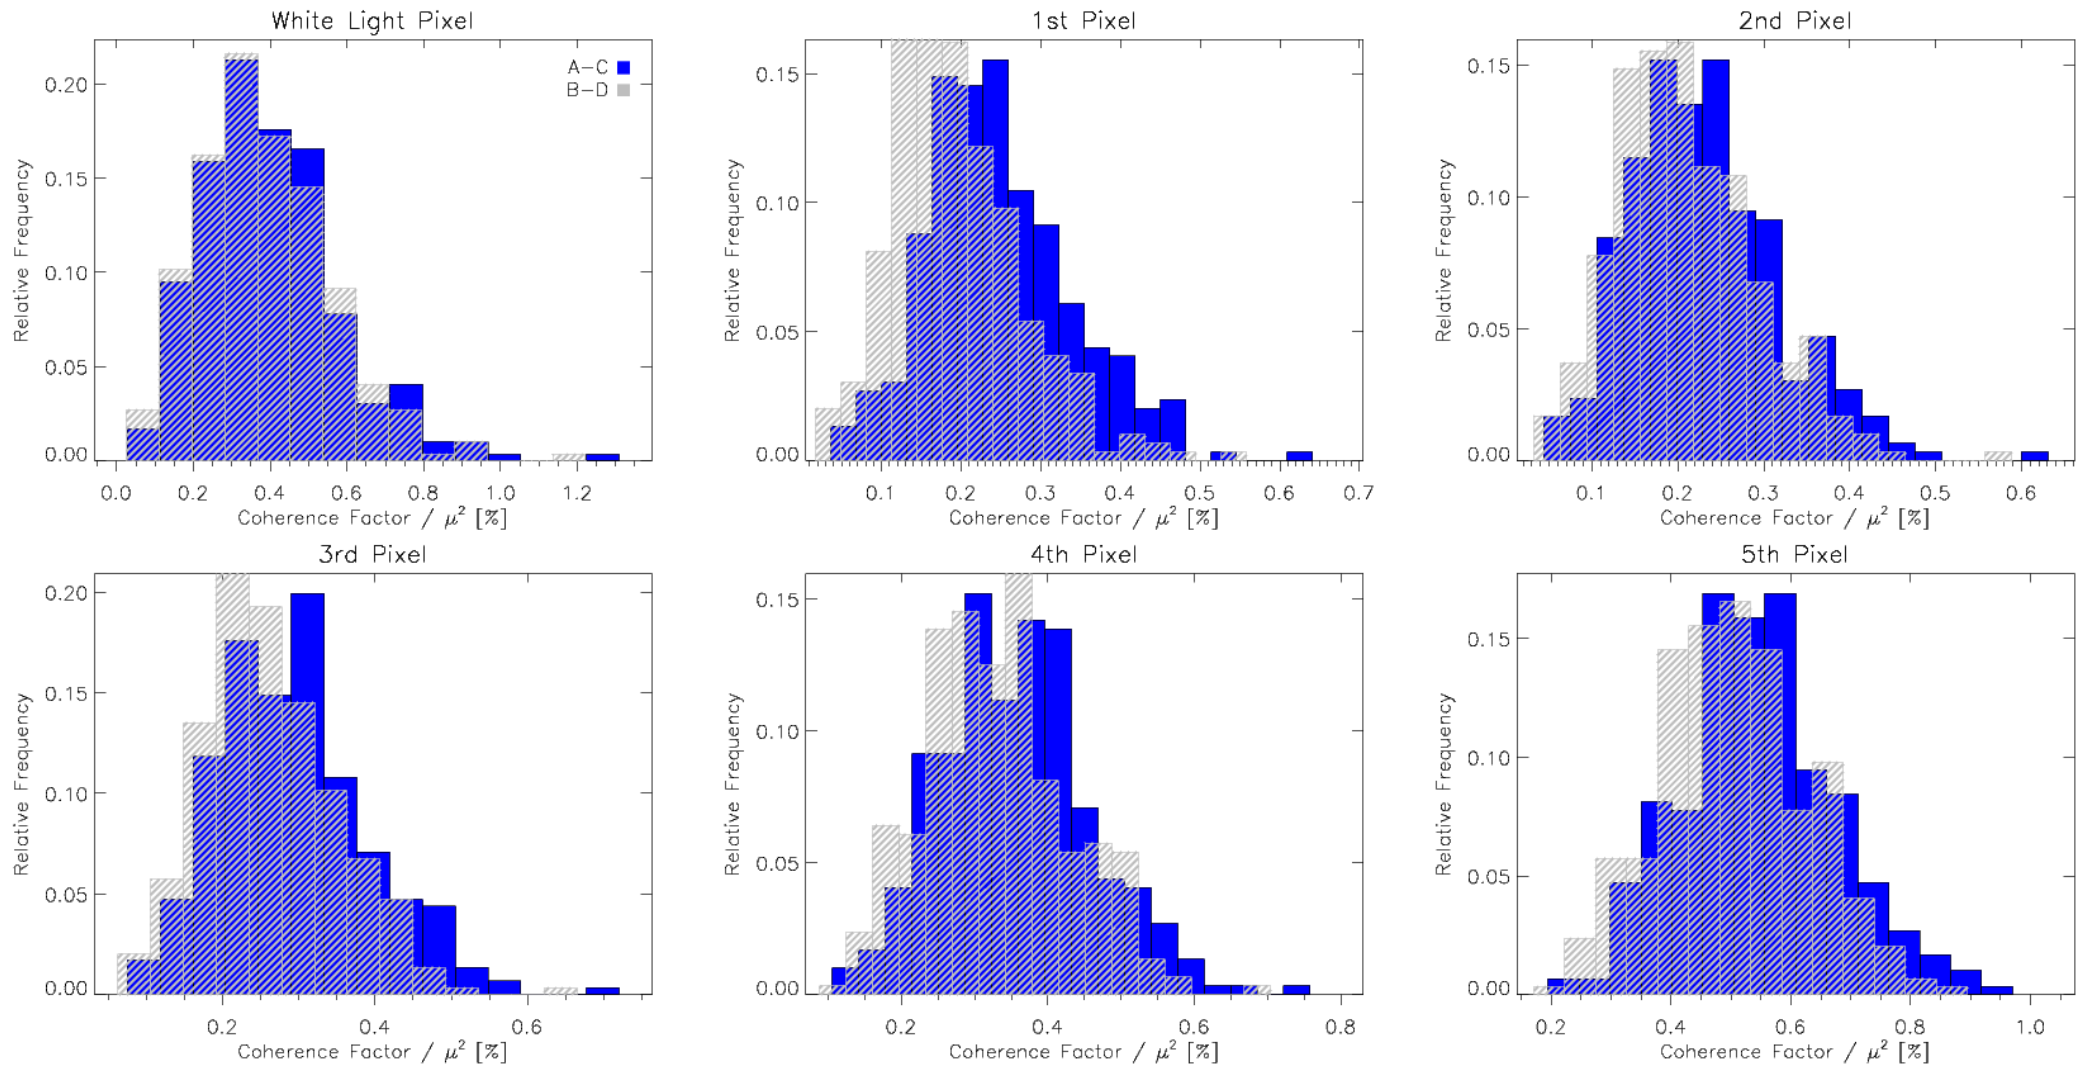 White Light Pixel
A-C
B-D
Relative Frequency
0.20
0.15
0.10
0.05
0.00
0.0 0.2 0.4 0.6 0.8 1.0 1.2
Coherence Factor / μ² [%]
1st Pixel
Relative Frequency
0.15
0.10
0.05
0.00
0.1 0.2 0.3 0.4 0.5 0.6 0.7
Coherence Factor / μ² [%]
2nd Pixel
Relative Frequency
0.15
0.10
0.05
0.00
0.1 0.2 0.3 0.4 0.5 0.6
Coherence Factor / μ² [%]
3rd Pixel
Relative Frequency
0.20
0.15
0.10
0.05
0.00
0.2 0.4 0.6
Coherence Factor / μ² [%]
4th Pixel
Relative Frequency
0.15
0.10
0.05
0.00
0.2 0.4 0.6 0.8
Coherence Factor / μ² [%]
5th Pixel
Relative Frequency
0.15
0.10
0.05
0.00
0.2 0.4 0.6 0.8 1.0
Coherence Factor / μ² [%]